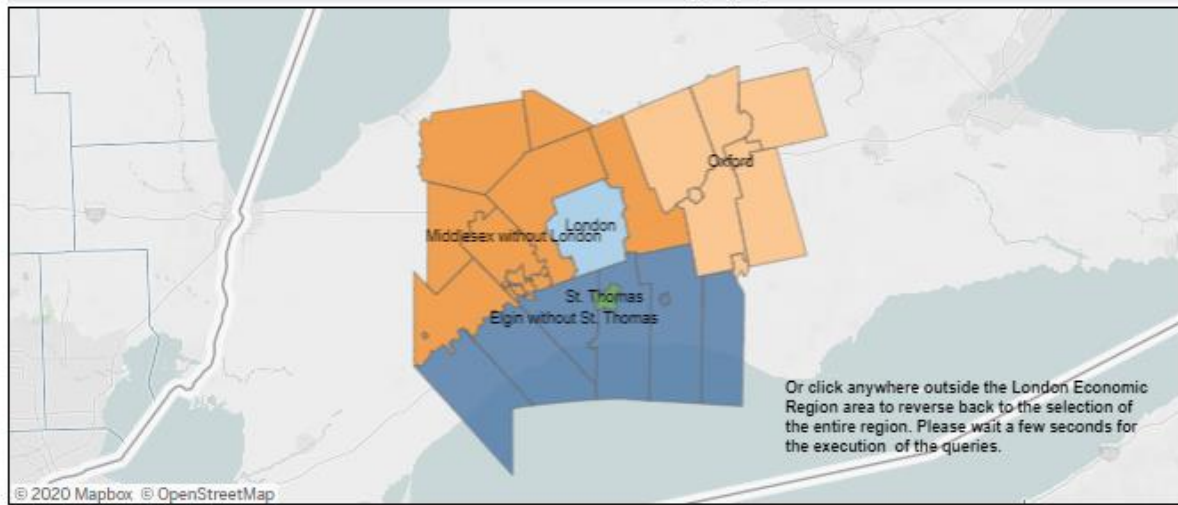 Oxford
London
Middlesex without London
St. Thomas
Elgin without St. Thomas
Or click anywhere outside the London Economic
Region area to reverse back to the selection of
the entire region. Please wait a few seconds for
the execution of the queries.
© 2020 Mapbox © OpenStreetMap